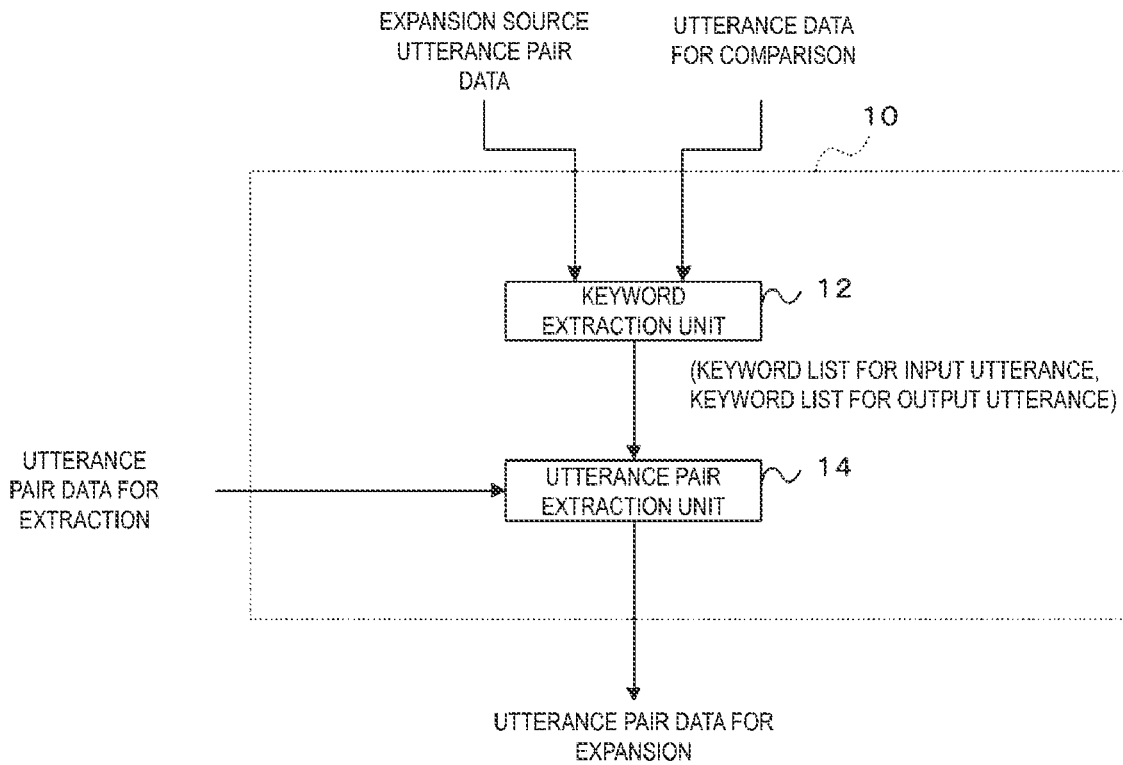 EXPANSION SOURCE
UTTERANCE PAIR
DATA
UTTERANCE DATA
FOR COMPARISON
10
KEYWORD
EXTRACTION UNIT
12
(KEYWORD LIST FOR INPUT UTTERANCE,
KEYWORD LIST FOR OUTPUT UTTERANCE)
UTTERANCE
PAIR DATA FOR
EXTRACTION
UTTERANCE PAIR
EXTRACTION UNIT
14
UTTERANCE PAIR DATA FOR
EXPANSION